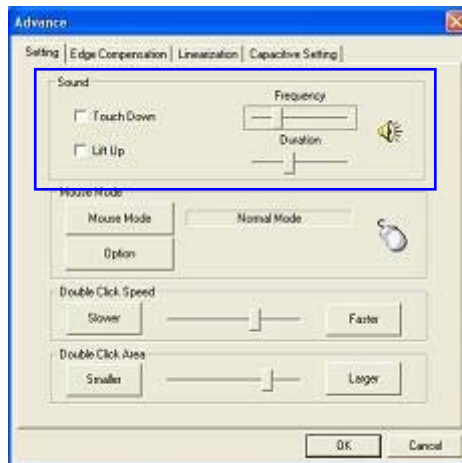 Advance
Setting Edge Compensation Linearization Capacitive Setting
Sound
Frequency
Touch Down
Duration
Lift Up
Mouse Mode
Mouse Mode Normal Mode
Option
Double Click Speed
Slower Faster
Double Click Area
Smaller Larger
OK Cancel